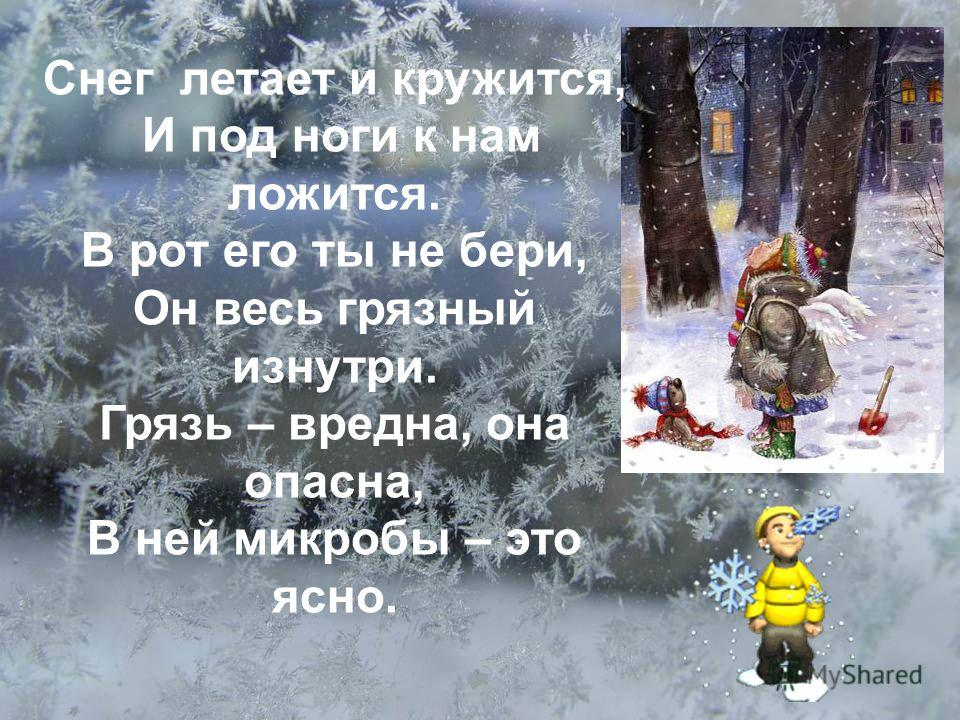 Снег летает и кружится,
И под ноги к нам
ложится.
В рот его ты не бери,
Он весь грязный
изнутри.
Грязь – вредна, она
опасна,
В ней микробы – это
ясно.
MyShared